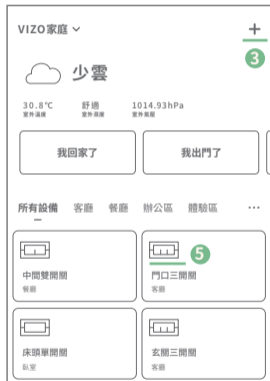 VIZO家庭
+
3
少雲
30.8°C 舒適 1014.93hPa
室外溫度 室外濕度 室外氣壓
我回家了 我出門了
所有設備 客廳 餐廳 辦公區 體驗區 ...
5
中間雙開關 門口三開關
餐廳 客廳
床頭單開關 玄關三開關
臥室 客廳